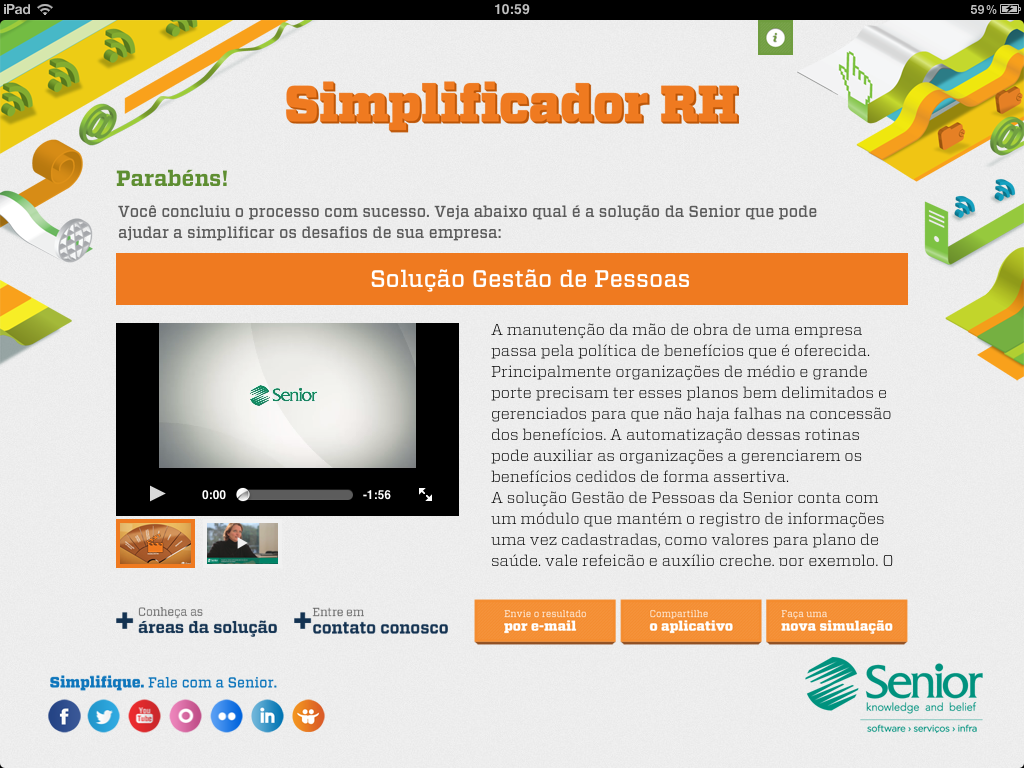 iPad 10:59 59%
Simplificador RH
Parabéns!
Você concluiu o processo com sucesso. Veja abaixo qual é a solução da Senior que pode
ajudar a simplificar os desafios de sua empresa:
Solução Gestão de Pessoas
Senior
0:00 -1:56
A manutenção da mão de obra de uma empresa
passa pela política de benefícios que é oferecida.
Principalmente organizações de médio e grande
porte precisam ter esses planos bem delimitados e
gerenciados para que não haja falhas na concessão
dos benefícios. A automatização dessas rotinas
pode auxiliar as organizações a gerenciarem os
benefícios cedidos de forma assertiva.
A solução Gestão de Pessoas da Senior conta com
um módulo que mantém o registro de informações
uma vez cadastradas, como valores para plano de
saúde, vale refeição e auxílio creche, por exemplo. O
+ Conheça as
áreas da solução
+ Entre em
contato conosco
Envie o resultado
por e-mail
Compartilhe
o aplicativo
Faça uma
nova simulação
Simplifique. Fale com a Senior.
You
Tube
Senior
knowledge and belief
software › serviços › infra